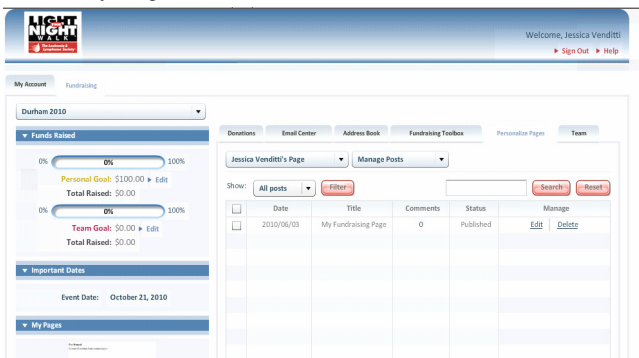 LIGHT
THE
NIGHT
WALK
The Leukemia &
Lymphoma Society
Welcome, Jessica Venditti
Sign Out Help
My Account Fundraising
Durham 2010
Funds Raised
0% 0% 100%
Personal Goal: $100.00 Edit
Total Raised: $0.00
0% 0% 100%
Team Goal: $0.00 Edit
Total Raised: $0.00
Important Dates
Event Date: October 21, 2010
My Pages
Donations Email Center Address Book Fundraising Toolbox Personalize Pages Team
Jessica Venditti's Page Manage Posts
Show: All posts Filter Search Reset
Date Title Comments Status Manage
2010/06/03 My Fundraising Page 0 Published Edit Delete